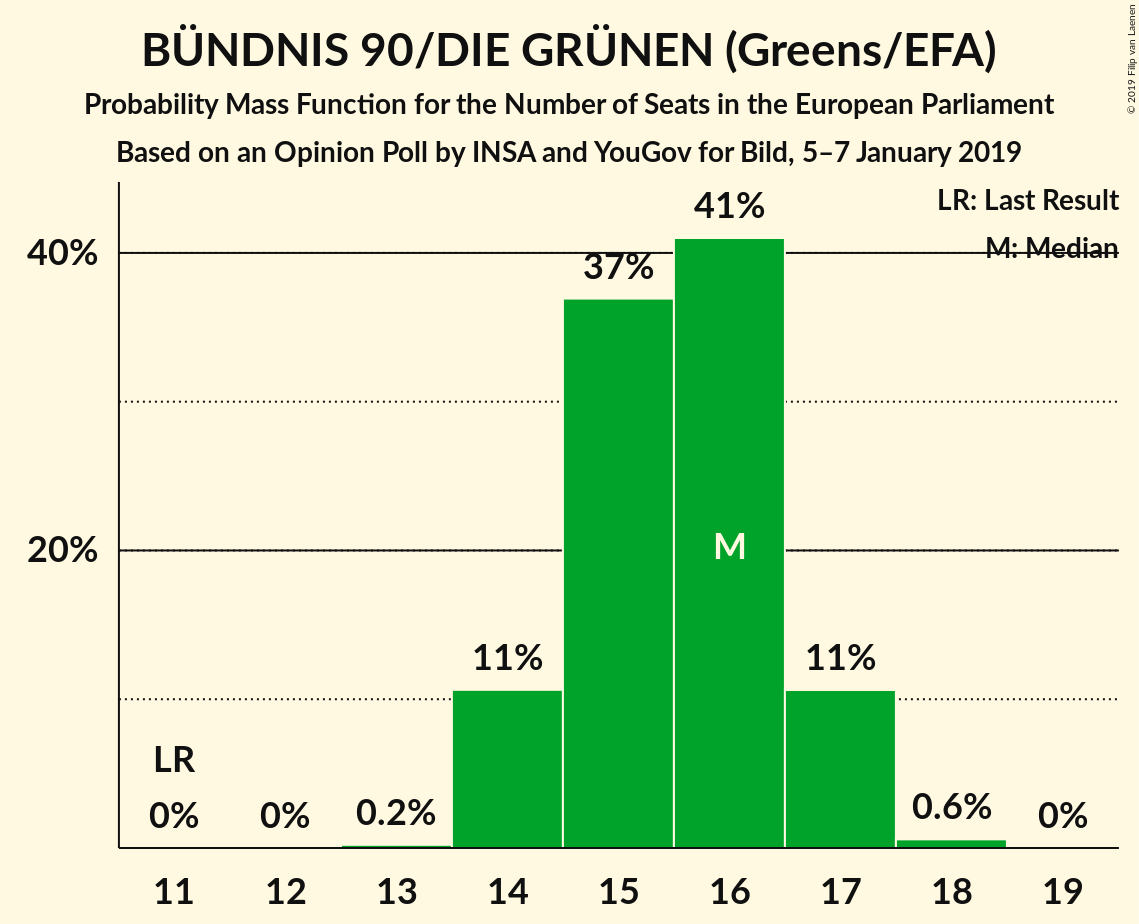 BÜNDNIS 90/DIE GRÜNEN (Greens/EFA)
Probability Mass Function for the Number of Seats in the European Parliament
Based on an Opinion Poll by INSA and YouGov for Bild, 5–7 January 2019
© 2019 Filip van Laenen
LR: Last Result
M: Median
40%
20%
41%
37%
M
11%
11%
LR
0%
0%
0.2%
0.6%
0%
11 12 13 14 15 16 17 18 19